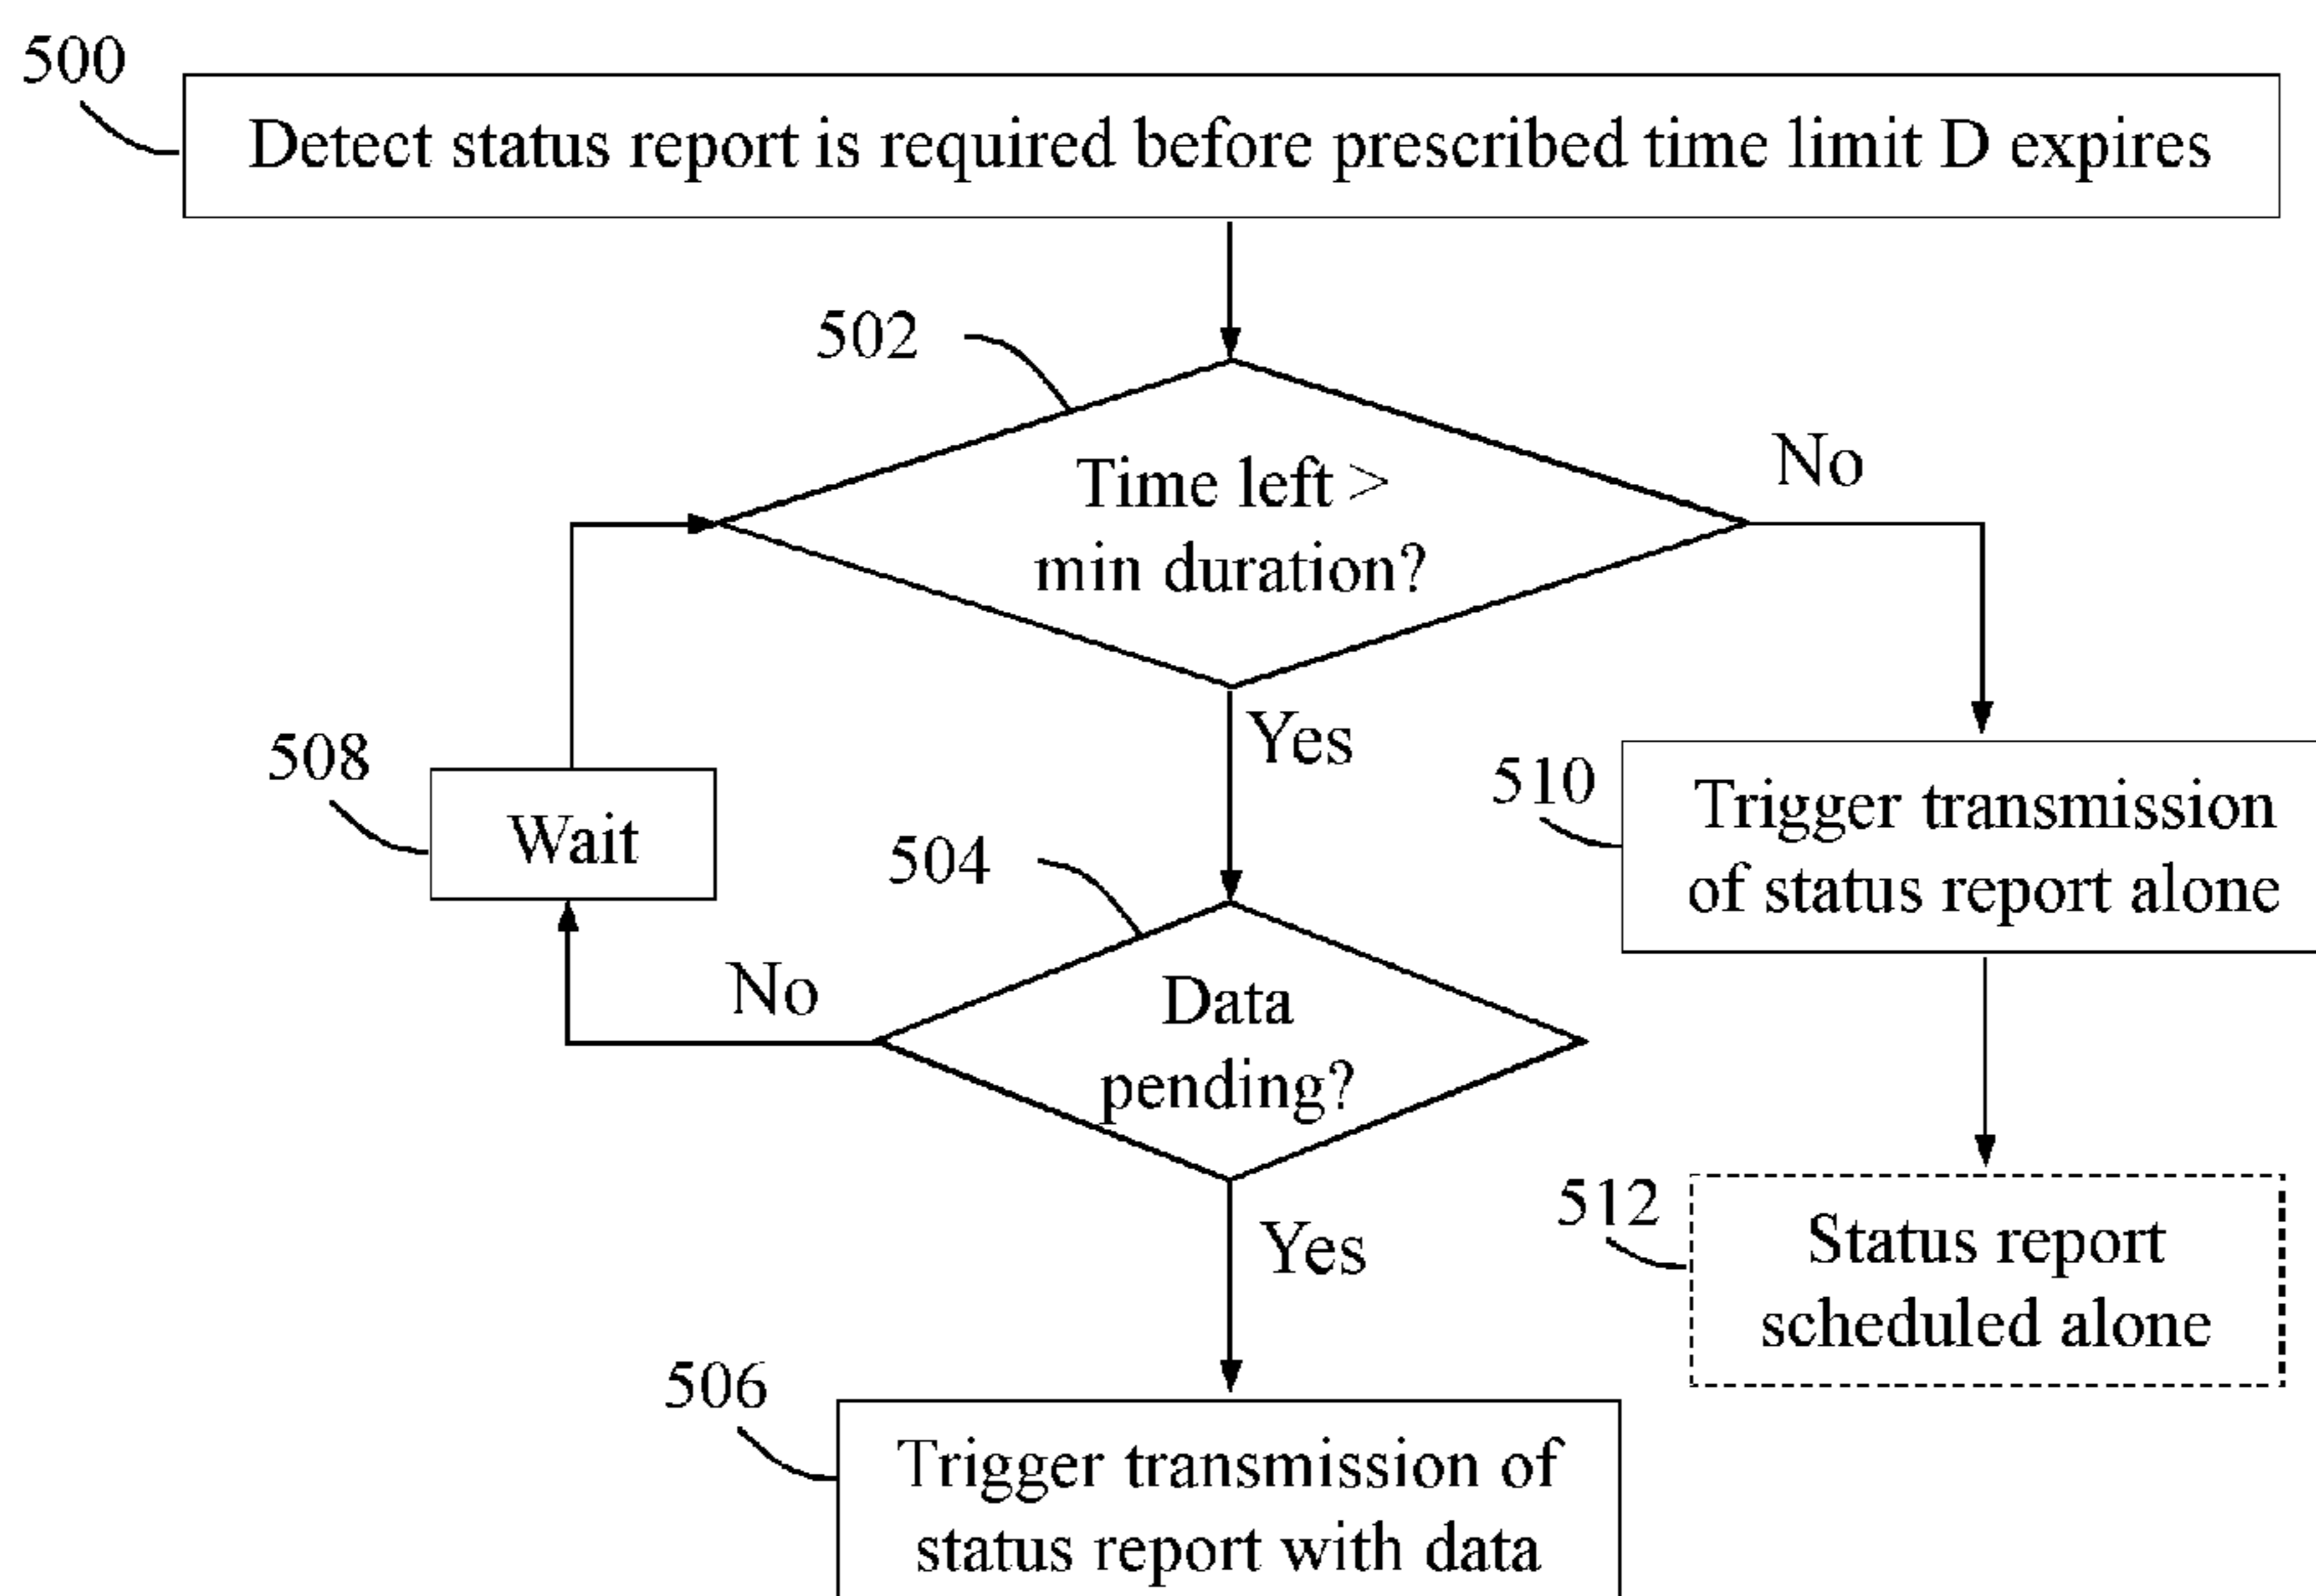 500
Detect status report is required before prescribed time limit D expires
502
Time left >
min duration?
No
Yes
508
Wait
504
Data
pending?
No
Yes
510
Trigger transmission
of status report alone
512
Status report
scheduled alone
506
Trigger transmission of
status report with data